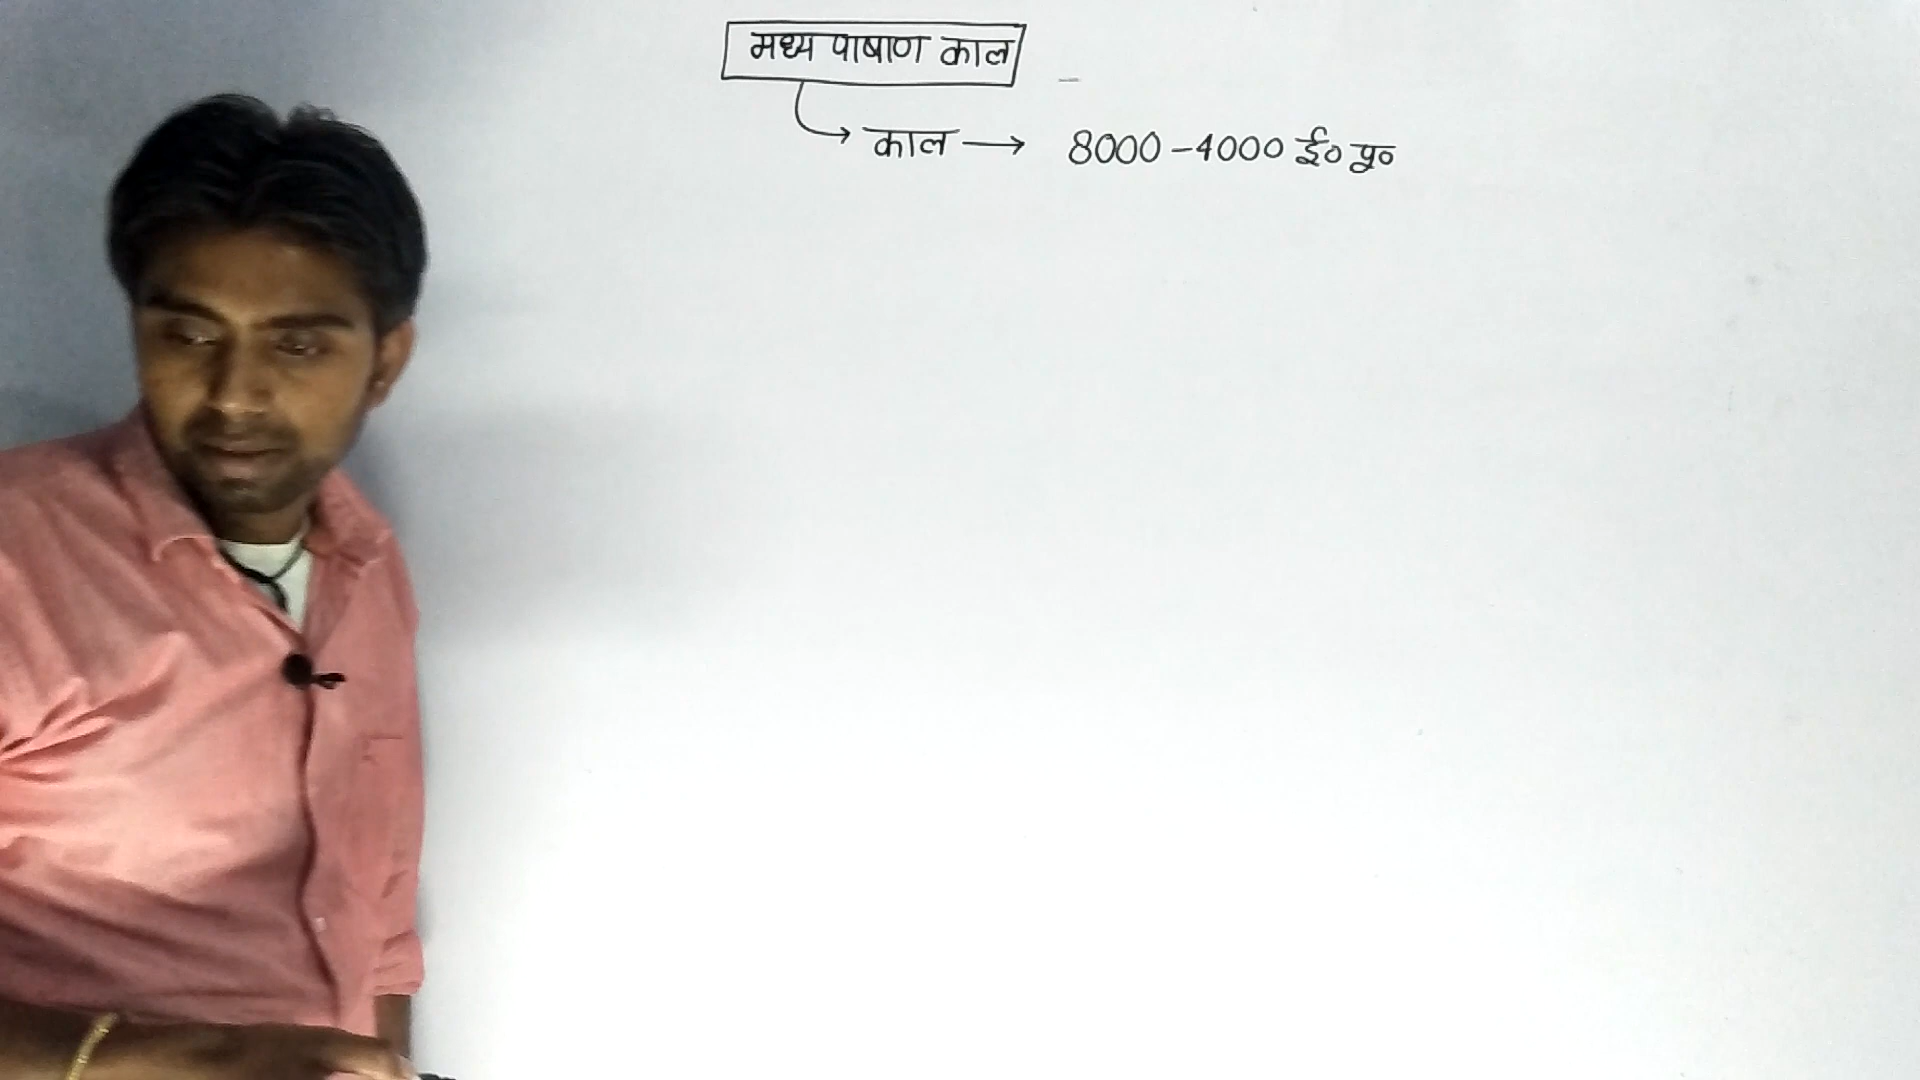 मध्य पाषाण काल
काल → 8000-4000 ई० पू०